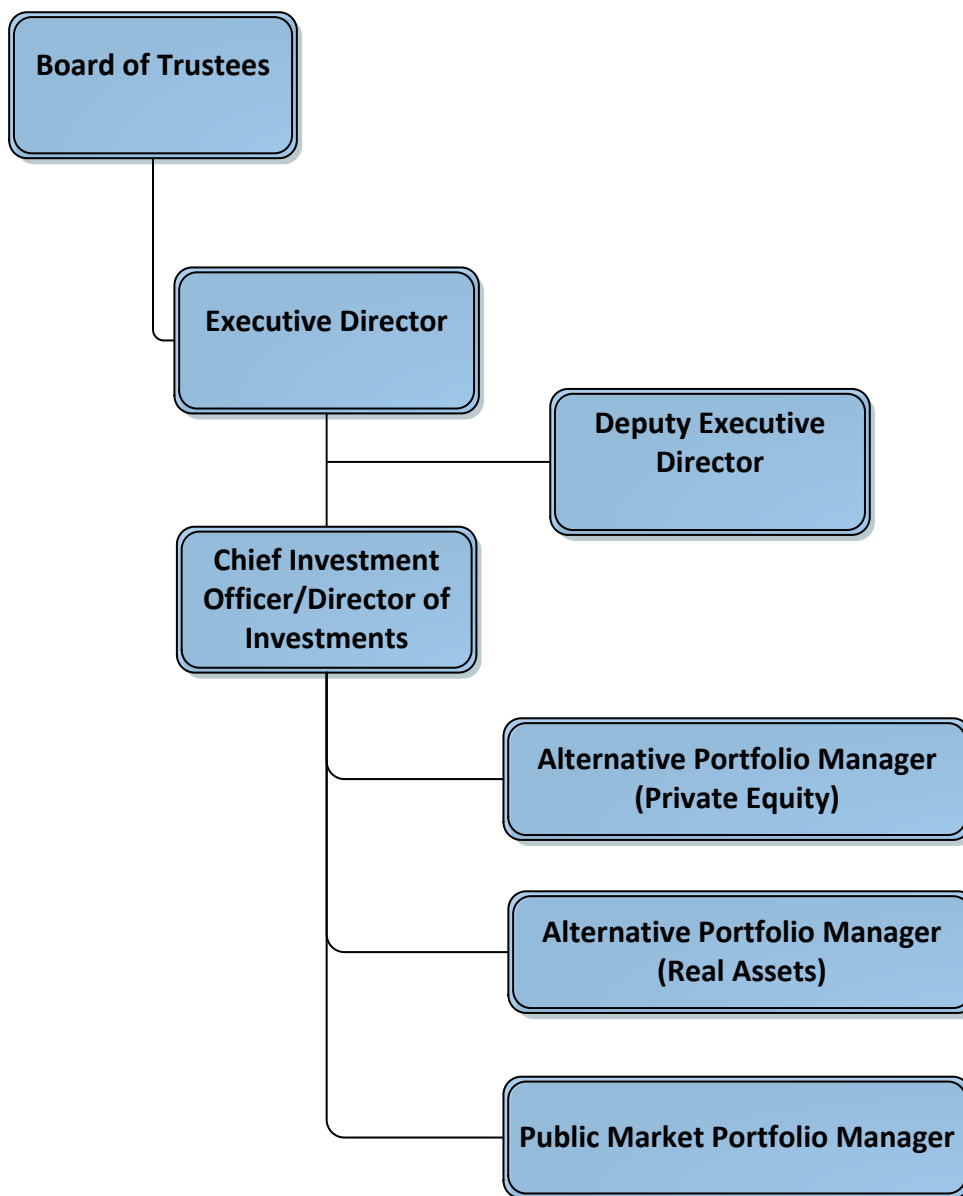 Board of Trustees
Executive Director
Deputy Executive
Director
Chief Investment
Officer/Director of
Investments
Alternative Portfolio Manager
(Private Equity)
Alternative Portfolio Manager
(Real Assets)
Public Market Portfolio Manager